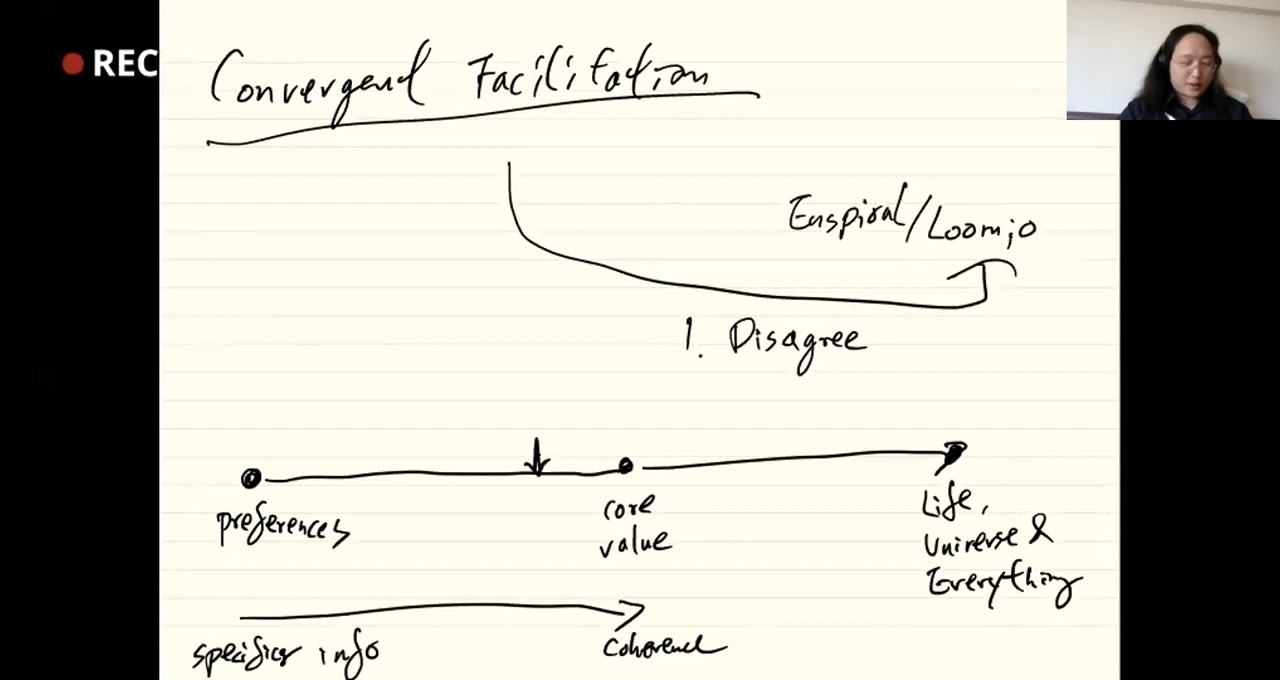 REC
Convergent Facilitation
Enspiral/Loomio
1. Disagree
preferences
core
value
Life,
Universe &
Everything
specifics info
Coherence